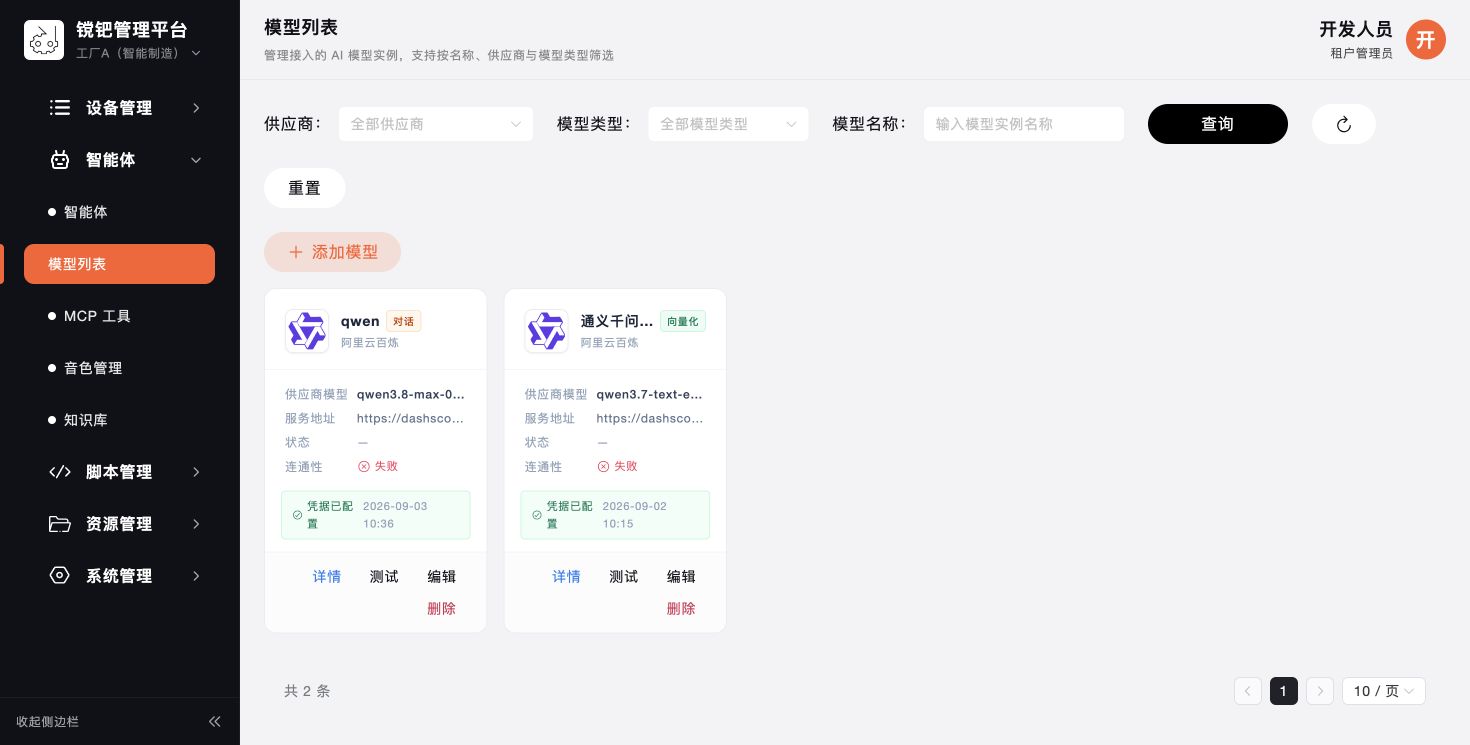 镋钯管理平台
工厂A（智能制造）
设备管理
智能体
智能体
模型列表
MCP 工具
音色管理
知识库
脚本管理
资源管理
系统管理
收起侧边栏
模型列表
管理接入的 AI 模型实例，支持按名称、供应商与模型类型筛选
开发人员
租户管理员
开
供应商：
全部供应商
模型类型：
全部模型类型
模型名称：
输入模型实例名称
查询
重置
添加模型
qwen
对话
阿里云百炼
供应商模型 qwen3.8-max-0...
服务地址 https://dashsco...
状态 —
连通性 失败
凭据已配置
2026-09-03 10:36
详情 测试 编辑
删除
通义千问...
向量化
阿里云百炼
供应商模型 qwen3.7-text-e...
服务地址 https://dashsco...
状态 —
连通性 失败
凭据已配置
2026-09-02 10:15
详情 测试 编辑
删除
共 2 条
1
10 / 页